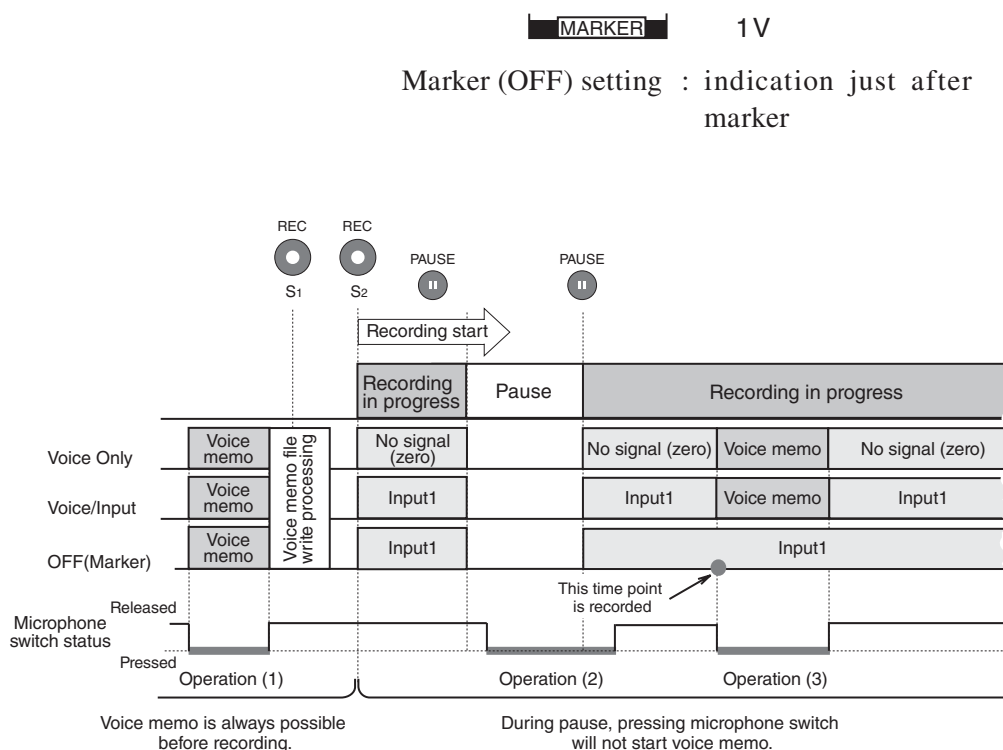 MARKER 1V
Marker (OFF) setting : indication just after
marker
REC REC
PAUSE PAUSE
S1 S2
Recording start
Recording
in progress
Pause
Recording in progress
Voice Only
Voice
memo
No signal
(zero)
No signal (zero)
Voice memo
No signal (zero)
Voice memo file
write processing
Voice/Input
Voice
memo
Input1
Input1
Voice memo
Input1
OFF(Marker)
Voice
memo
Input1
Input1
This time point
is recorded
Released
Microphone
switch status
Pressed
Operation (1)
Operation (2)
Operation (3)
Voice memo is always possible
before recording.
During pause, pressing microphone switch
will not start voice memo.